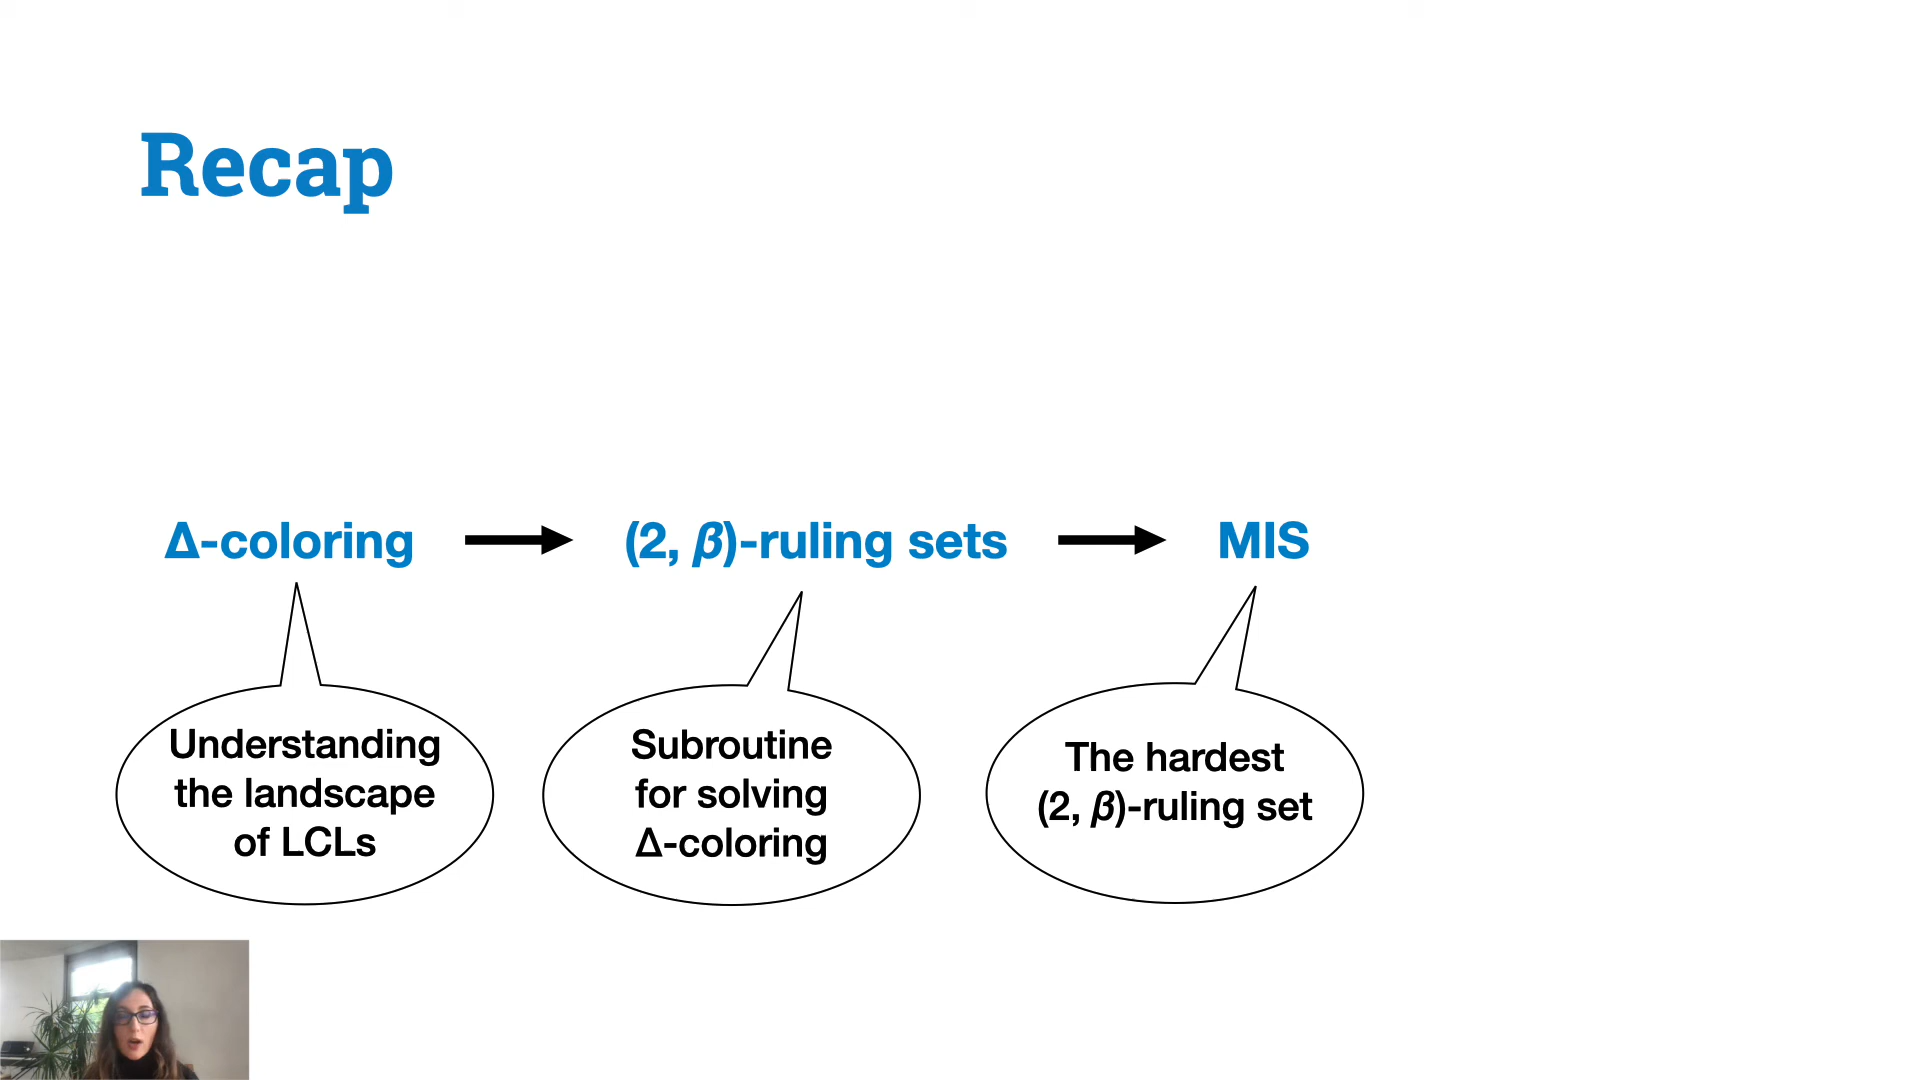 Recap
Δ-coloring
(2, β)-ruling sets
MIS
Understanding
the landscape
of LCLs
Subroutine
for solving
Δ-coloring
The hardest
(2, β)-ruling set